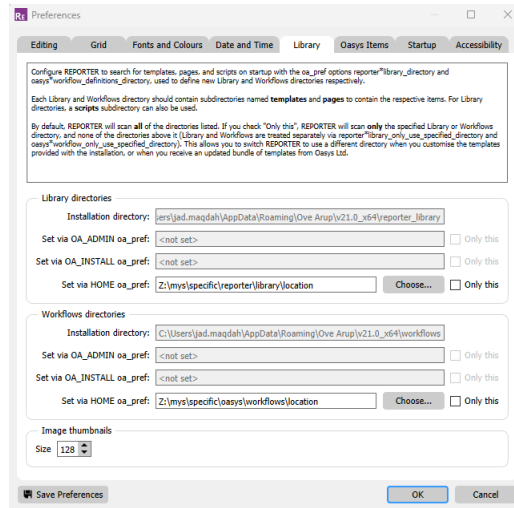 RE Preferences
Editing Grid Fonts and Colours Date and Time Library Oasys Items Startup Accessibility
Configure REPORTER to search for templates, pages, and scripts on startup with the oa_pref options reporter*library_directory and
oasys*workflow_definitions_directory, used to define new Library and Workflows directories respectively.
Each Library and Workflows directory should contain subdirectories named templates and pages to contain the respective items. For Library
directories, a scripts subdirectory can also be used.
By default, REPORTER will scan all of the directories listed. If you check "Only this", REPORTER will scan only the specified Library or Workflows
directory, and none of the directories above it (Library and Workflows are treated separately via reporter*library_only_use_specified_directory and
oasys*workflow_only_use_specified_directory). This allows you to switch REPORTER to use a different directory when you customise the templates
provided with the installation, or when you receive an updated bundle of templates from Oasys Ltd.
Library directories
Installation directory: sers\jad.maqdah\AppData\Roaming\Ove Arup\v21.0_x64\reporter_library
Set via OA_ADMIN oa_pref: <not set> Only this
Set via OA_INSTALL oa_pref: <not set> Only this
Set via HOME oa_pref: Z:\mys\specific\reporter\library\location Choose... Only this
Workflows directories
Installation directory: C:\Users\jad.maqdah\AppData\Roaming\Ove Arup\v21.0_x64\workflows
Set via OA_ADMIN oa_pref: <not set> Only this
Set via OA_INSTALL oa_pref: <not set> Only this
Set via HOME oa_pref: Z:\mys\specific\oasys\workflows\location Choose... Only this
Image thumbnails
Size 128
Save Preferences OK Cancel